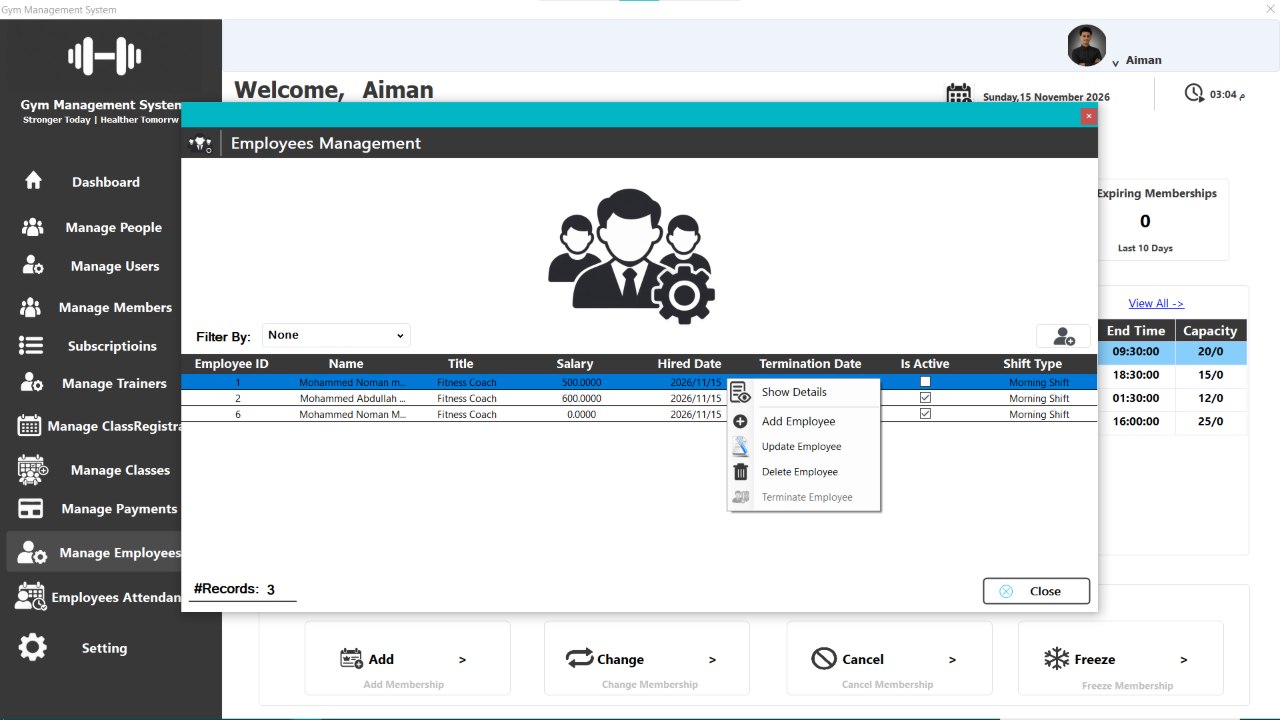 Gym Management System
Gym Management System
Stronger Today | Healther Tomorrw
Dashboard
Manage People
Manage Users
Manage Members
Subscriptioins
Manage Trainers
Manage ClassRegistra
Manage Classes
Manage Payments
Manage Employees
Employees Attendan
Setting
v Aiman
Welcome, Aiman
Sunday,15 November 2026
03:04 م
Employees Management
Filter By: None
Employee ID Name Title Salary Hired Date Termination Date Is Active Shift Type
1 Mohammed Noman m... Fitness Coach 500.0000 2026/11/15 Morning Shift
2 Mohammed Abdullah ... Fitness Coach 600.0000 2026/11/15 Morning Shift
6 Mohammed Noman M... Fitness Coach 0.0000 2026/11/15 Morning Shift
Show Details
Add Employee
Update Employee
Delete Employee
Terminate Employee
#Records: 3
Close
Expiring Memberships
0
Last 10 Days
View All ->
End Time Capacity
09:30:00 20/0
18:30:00 15/0
01:30:00 12/0
16:00:00 25/0
Add >
Add Membership
Change >
Change Membership
Cancel >
Cancel Membership
Freeze >
Freeze Membership